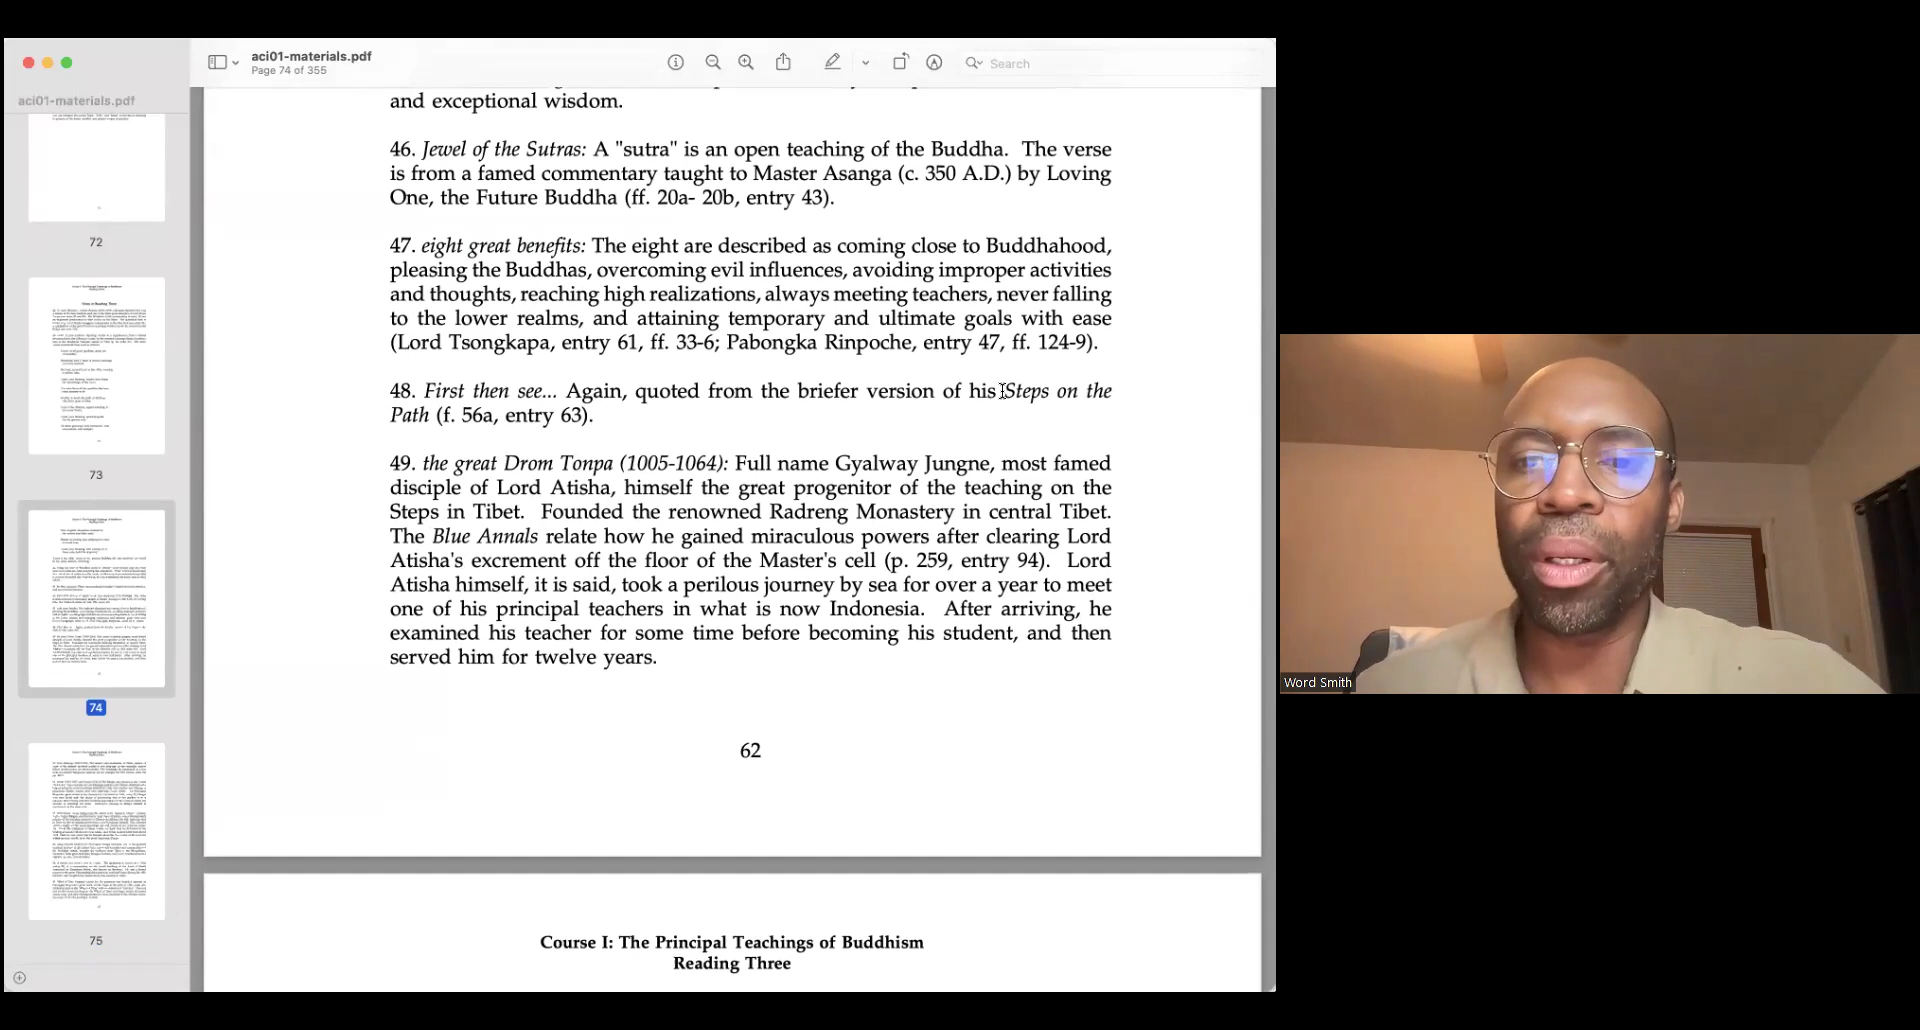 aci01-materials.pdf
Page 74 of 355
Search
aci01-materials.pdf
72
73
74
75
and exceptional wisdom.
46. Jewel of the Sutras: A "sutra" is an open teaching of the Buddha. The verse
is from a famed commentary taught to Master Asanga (c. 350 A.D.) by Loving
One, the Future Buddha (ff. 20a- 20b, entry 43).
47. eight great benefits: The eight are described as coming close to Buddhahood,
pleasing the Buddhas, overcoming evil influences, avoiding improper activities
and thoughts, reaching high realizations, always meeting teachers, never falling
to the lower realms, and attaining temporary and ultimate goals with ease
(Lord Tsongkapa, entry 61, ff. 33-6; Pabongka Rinpoche, entry 47, ff. 124-9).
48. First then see... Again, quoted from the briefer version of his Steps on the
Path (f. 56a, entry 63).
49. the great Drom Tonpa (1005-1064): Full name Gyalway Jungne, most famed
disciple of Lord Atisha, himself the great progenitor of the teaching on the
Steps in Tibet. Founded the renowned Radreng Monastery in central Tibet.
The Blue Annals relate how he gained miraculous powers after clearing Lord
Atisha's excrement off the floor of the Master's cell (p. 259, entry 94). Lord
Atisha himself, it is said, took a perilous journey by sea for over a year to meet
one of his principal teachers in what is now Indonesia. After arriving, he
examined his teacher for some time before becoming his student, and then
served him for twelve years.
62
Course I: The Principal Teachings of Buddhism
Reading Three
Word Smith